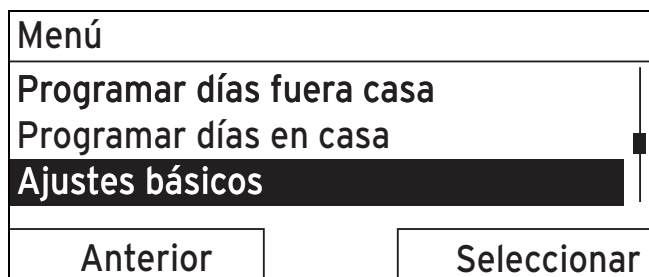 Menú
Programar días fuera casa
Programar días en casa
Ajustes básicos
Anterior Seleccionar